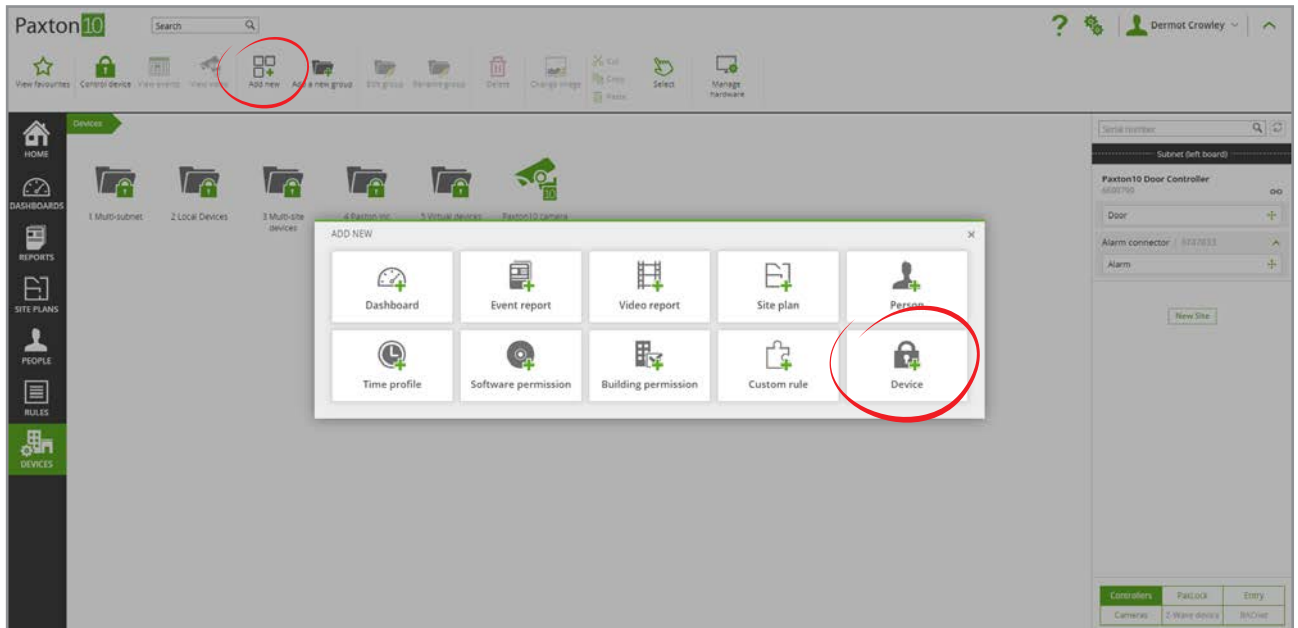 Paxton10
Search
Dermot Crowley
View favourites
Control device
View events
View video
Add new
Add a new group
Edit group
Rename group
Delete
Change image
Cut
Copy
Paste
Select
Manage hardware
HOME
DASHBOARDS
REPORTS
SITE PLANS
PEOPLE
RULES
DEVICES
Devices
1 Multi-subnet
2 Local Devices
3 Multi-site devices
4 Paxton Inc
5 Virtual devices
Paxton10 camera
ADD NEW
Dashboard
Event report
Video report
Site plan
Person
Time profile
Software permission
Building permission
Custom rule
Device
Serial number
Subnet (left board)
Paxton10 Door Controller
Door
Alarm connector
Alarm
New Site
Controllers
PaxLock
Entry
Cameras
Z-Wave device
BACnet